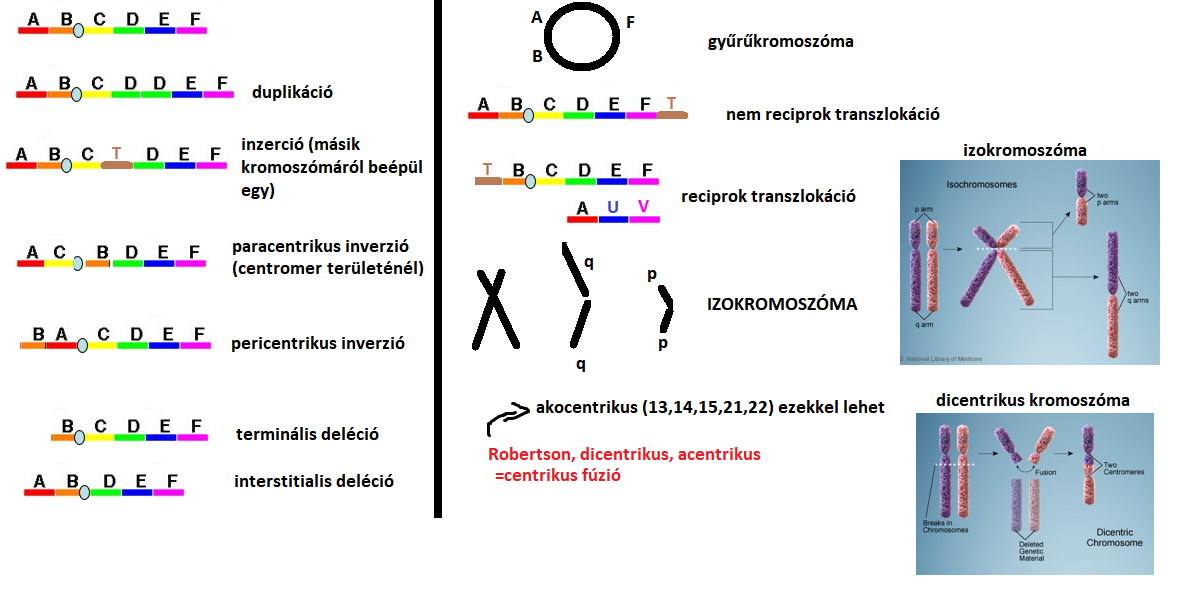 A B C D E F
A B C D D E F
duplikáció
A B C T D E F
inzerció (másik
kromoszómáról beépül
egy)
A C B D E F
paracentrikus inverzió
(centromer területénél)
B A C D E F
pericentrikus inverzió
B C D E F
terminális deléció
A B D E F
interstitialis deléció
A F
B
gyűrűkromoszóma
A B C D E F T
nem reciprok transzlokáció
T B C D E F
A U V
reciprok transzlokáció
q
q
p
p
IZOKROMOSZÓMA
akocentrikus (13,14,15,21,22) ezekkel lehet
Robertson, dicentrikus, acentrikus
=centrikus fúzió
izokromoszóma
Isochromosomes
p arm
q arm
two
p arms
two
q arms
S. National Library of Medicine
dicentrikus kromoszóma
Breaks in
Chromosomes
Fusion
Deleted
Genetic
Material
Two
Centromeres
Dicentric
Chromosome